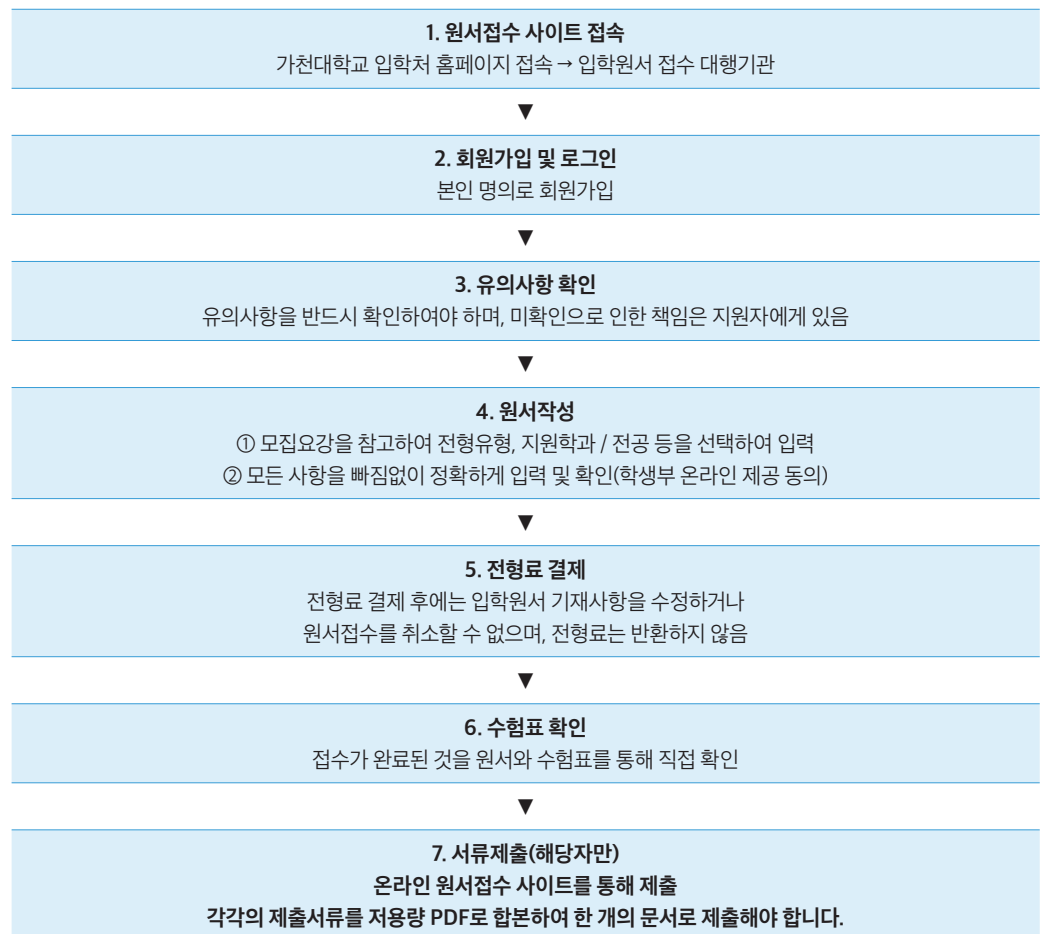 1. 원서접수 사이트 접속
가천대학교 입학처 홈페이지 접속 → 입학원서 접수 대행기관
▼
2. 회원가입 및 로그인
본인 명의로 회원가입
▼
3. 유의사항 확인
유의사항을 반드시 확인하여야 하며, 미확인으로 인한 책임은 지원자에게 있음
▼
4. 원서작성
① 모집요강을 참고하여 전형유형, 지원학과 / 전공 등을 선택하여 입력
② 모든 사항을 빠짐없이 정확하게 입력 및 확인(학생부 온라인 제공 동의)
▼
5. 전형료 결제
전형료 결제 후에는 입학원서 기재사항을 수정하거나
원서접수를 취소할 수 없으며, 전형료는 반환하지 않음
▼
6. 수험표 확인
접수가 완료된 것을 원서와 수험표를 통해 직접 확인
▼
7. 서류제출(해당자만)
온라인 원서접수 사이트를 통해 제출
각각의 제출서류를 저용량 PDF로 합본하여 한 개의 문서로 제출해야 합니다.